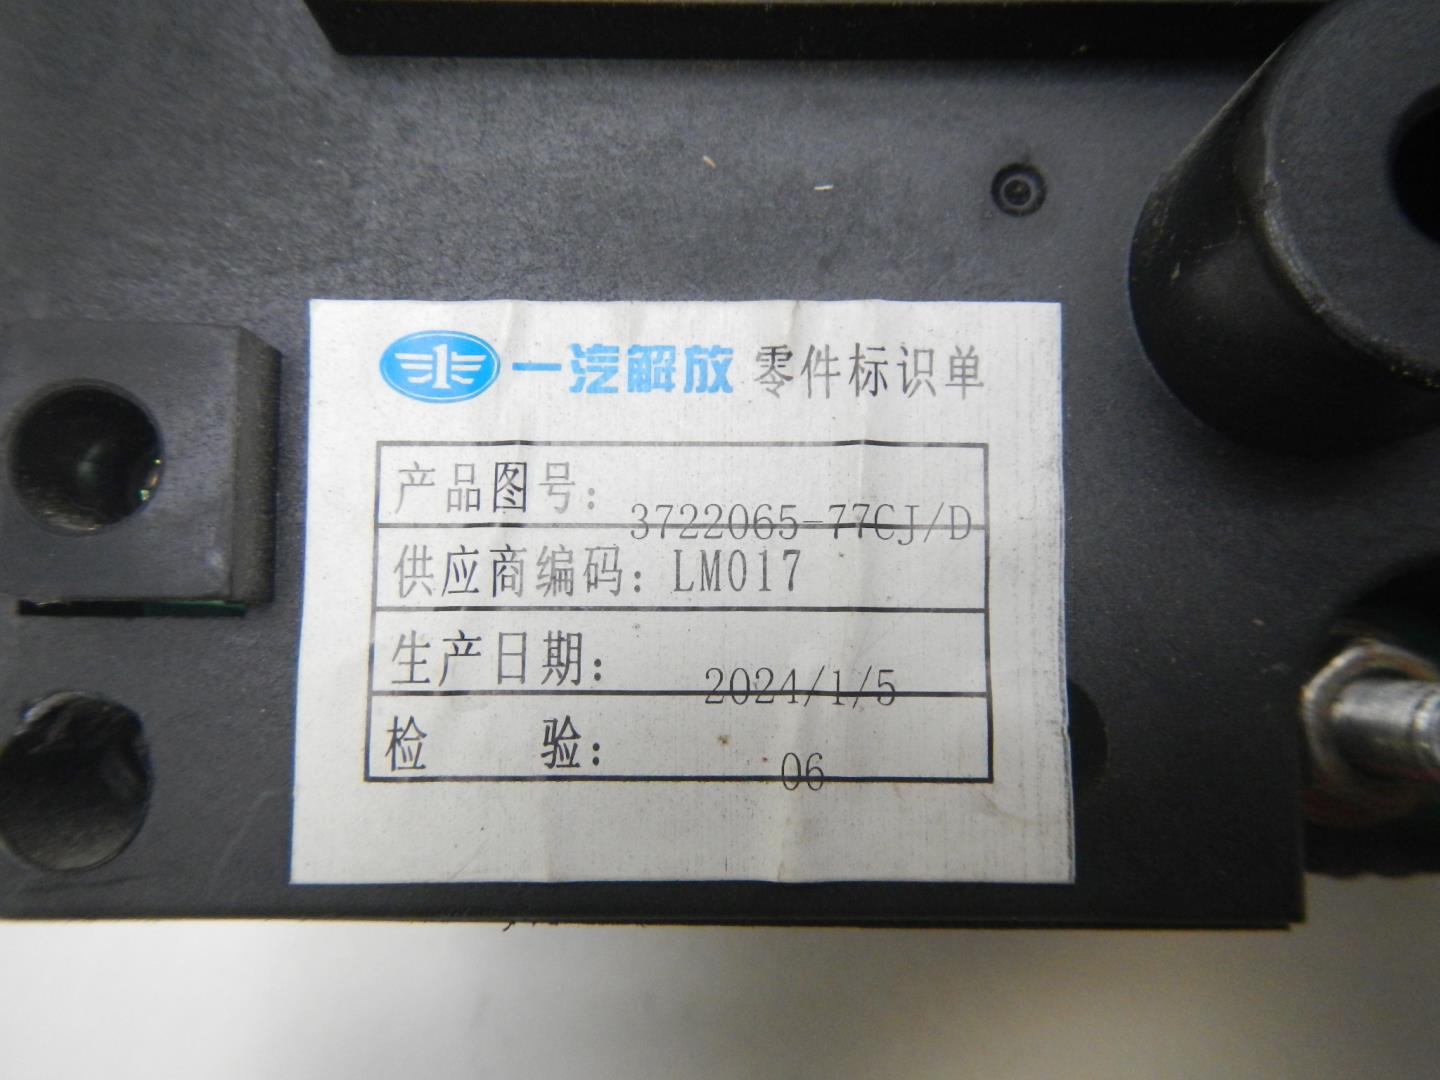 一汽解放 零件标识单
产品图号: 3722065-77CJ/D
供应商编码: LM017
生产日期: 2024/1/5
检 验: 06